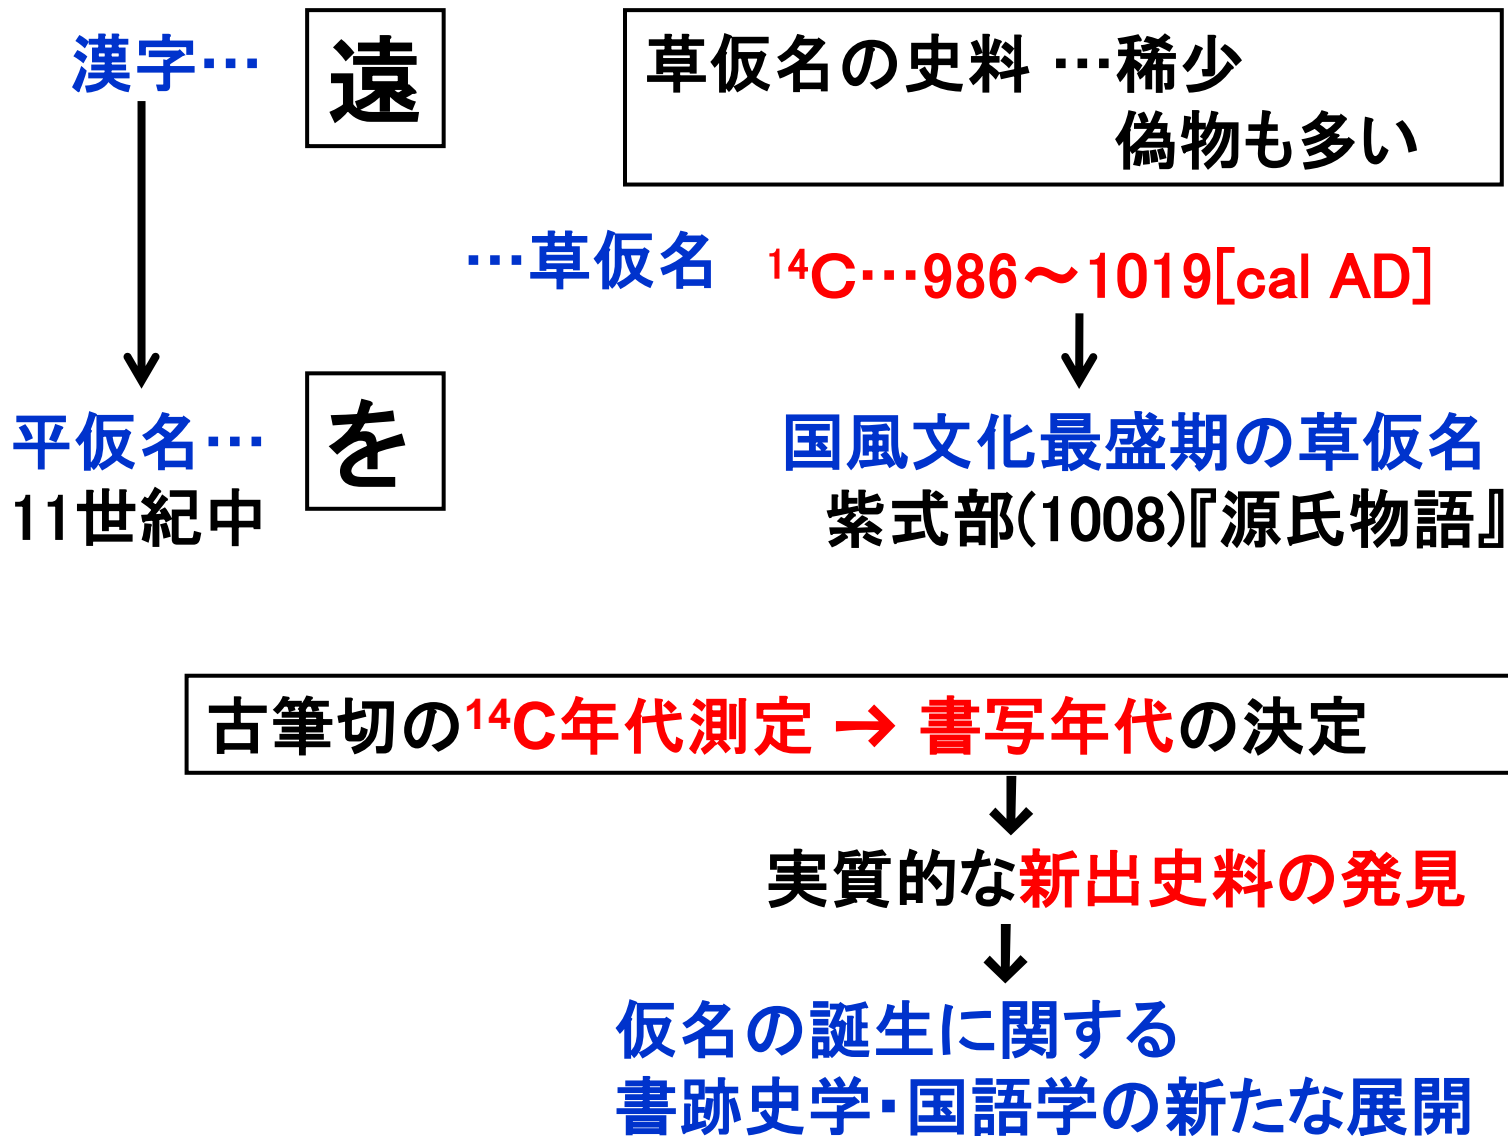 漢字…
遠
草仮名の史料 …稀少
偽物も多い
…草仮名
¹⁴C…986～1019[cal AD]
↓
平仮名…
を
11世紀中
国風文化最盛期の草仮名
紫式部(1008)『源氏物語』
古筆切の¹⁴C年代測定 → 書写年代の決定
↓
実質的な新出史料の発見
↓
仮名の誕生に関する
書跡史学・国語学の新たな展開